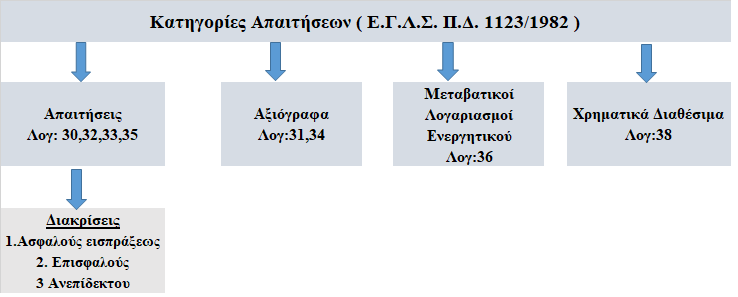 Κατηγορίες Απαιτήσεων ( Ε.Γ.Λ.Σ. Π.Δ. 1123/1982 )
Απαιτήσεις
Λογ: 30,32,33,35
Αξιόγραφα
Λογ:31,34
Μεταβατικοί
Λογαριασμοί
Ενεργητικού
Λογ:36
Χρηματικά Διαθέσιμα
Λογ:38
Διακρίσεις
1.Ασφαλούς εισπράξεως
2. Επισφαλούς
3 Ανεπίδεκτου